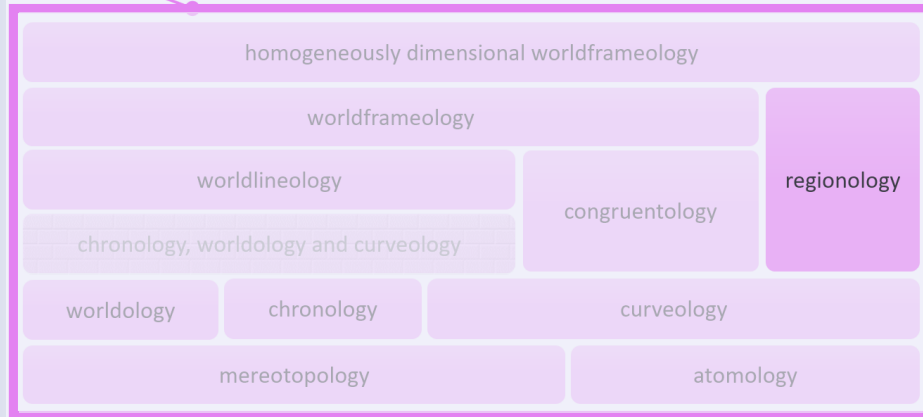 homogeneously dimensional worldframeology
worldframeology
regionology
worldlineology
congruentology
chronology, worldology and curveology
worldology
chronology
curveology
mereotopology
atomology